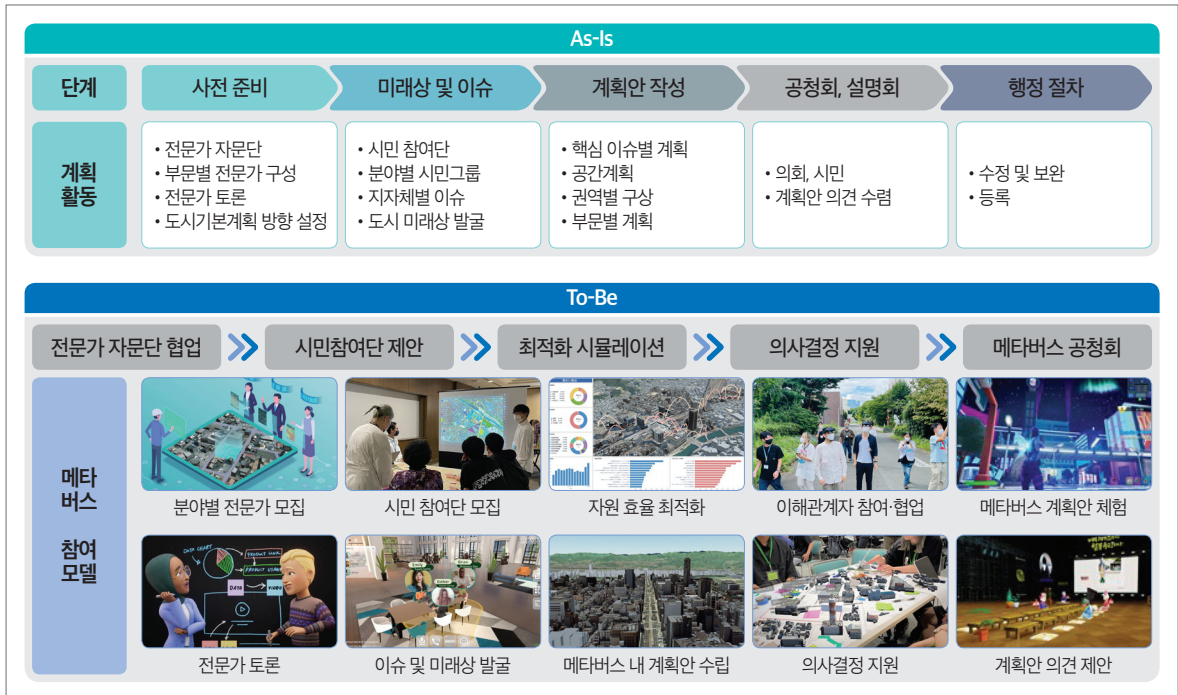 As-Is
단계
사전 준비
미래상 및 이슈
계획안 작성
공청회, 설명회
행정 절차
계획
활동
• 전문가 자문단
• 부문별 전문가 구성
• 전문가 토론
• 도시기본계획 방향 설정
• 시민 참여단
• 분야별 시민그룹
• 지자체별 이슈
• 도시 미래상 발굴
• 핵심 이슈별 계획
• 공간계획
• 권역별 구상
• 부문별 계획
• 의회, 시민
• 계획안 의견 수렴
• 수정 및 보완
• 등록
To-Be
전문가 자문단 협업
시민참여단 제안
최적화 시뮬레이션
의사결정 지원
메타버스 공청회
메타
버스
참여
모델
분야별 전문가 모집
시민 참여단 모집
자원 효율 최적화
이해관계자 참여·협업
메타버스 계획안 체험
DATA CHART
PRODUCT LINK
PRODUCT USAGE
DATA
VIDEO
전문가 토론
이슈 및 미래상 발굴
메타버스 내 계획안 수립
의사결정 지원
계획안 의견 제안